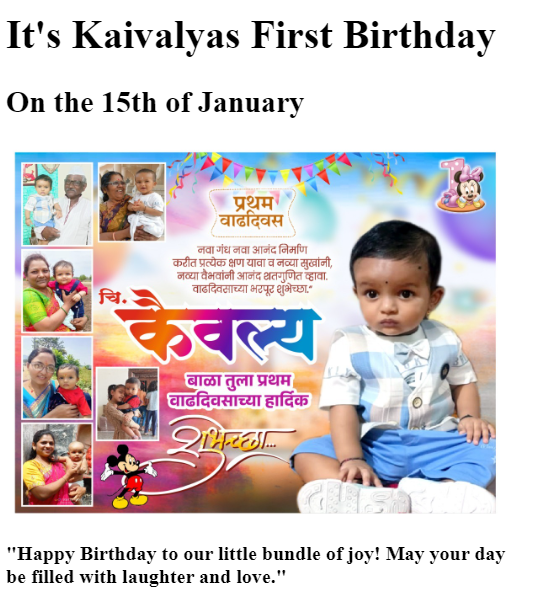 It's Kaivalyas First Birthday
On the 15th of January
1
प्रथम
वाढदिवस
नवा गंध नवा आनंद निर्माण
करीत प्रत्येक क्षण यावा व नव्या सुखांनी,
नव्या वैभवांनी आनंद शतगुणित व्हावा.
वाढदिवसाच्या भरपूर शुभेच्छा."
चि.
कैवल्य
बाळा तुला प्रथम
वाढदिवसाच्या हार्दिक
शुभेच्छा...
"Happy Birthday to our little bundle of joy! May your day
be filled with laughter and love."